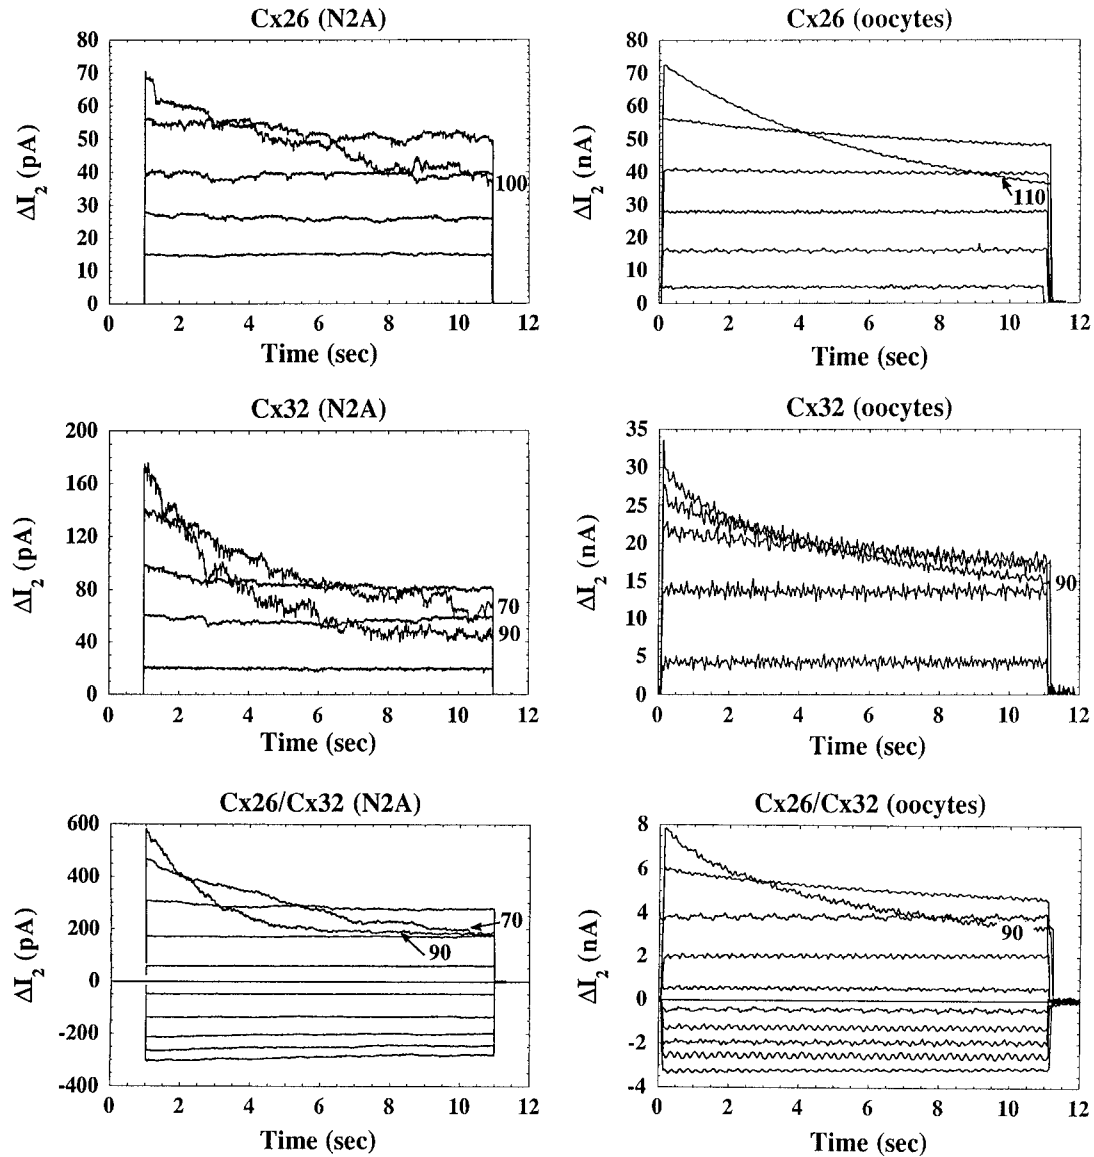 Cx26 (N2A)
80
70
60
50
40
30
20
10
0
ΔI2 (pA)
100
0 2 4 6 8 10 12
Time (sec)
Cx26 (oocytes)
80
70
60
50
40
30
20
10
0
ΔI2 (nA)
110
0 2 4 6 8 10 12
Time (sec)
Cx32 (N2A)
200
160
120
80
40
0
ΔI2 (pA)
70
90
0 2 4 6 8 10 12
Time (sec)
Cx32 (oocytes)
35
30
25
20
15
10
5
0
ΔI2 (nA)
90
0 2 4 6 8 10 12
Time (sec)
Cx26/Cx32 (N2A)
600
400
200
0
-200
-400
ΔI2 (pA)
70
90
0 2 4 6 8 10 12
Time (sec)
Cx26/Cx32 (oocytes)
8
6
4
2
0
-2
-4
ΔI2 (nA)
90
0 2 4 6 8 10 12
Time (sec)